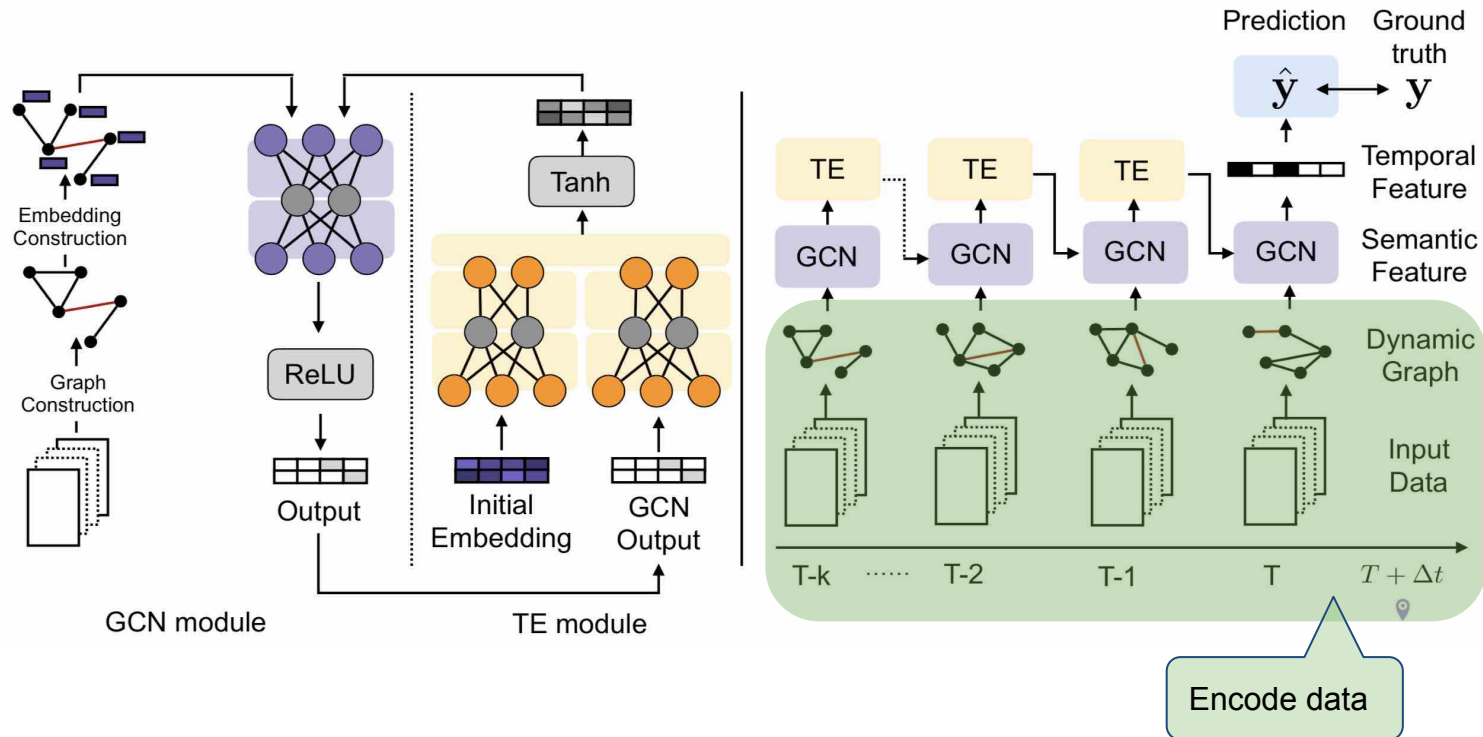 Embedding
Construction
Graph
Construction
ReLU
Output
GCN module
Tanh
Initial
Embedding
GCN
Output
TE module
Prediction
Ground
truth
ŷ
y
TE
TE
TE
Temporal
Feature
GCN
GCN
GCN
GCN
Semantic
Feature
Dynamic
Graph
Input
Data
T-k
......
T-2
T-1
T
T + Δt
Encode data